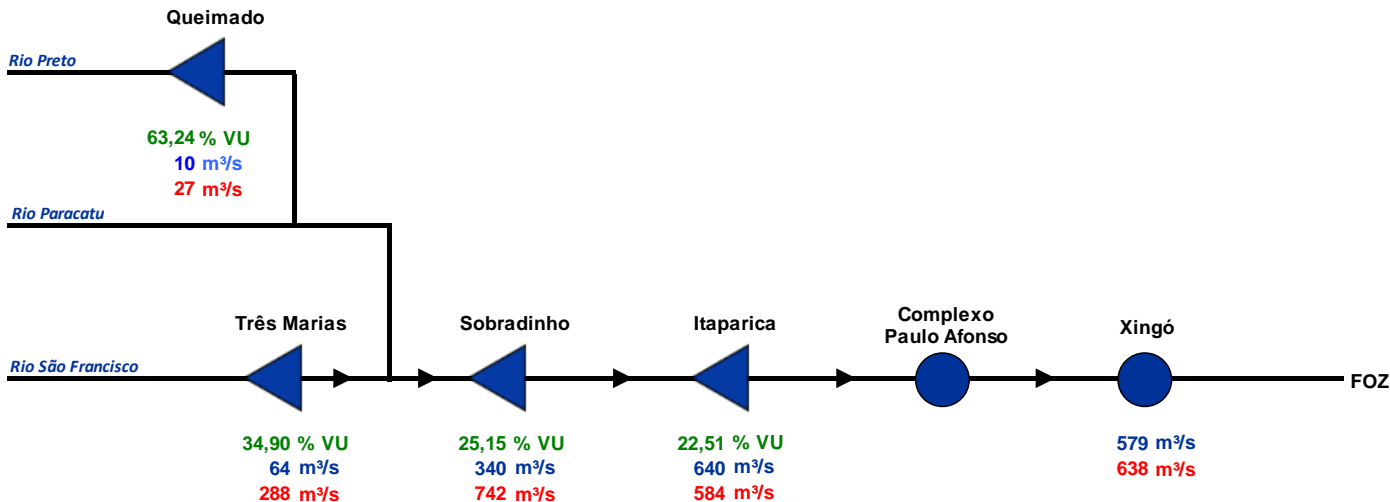 Queimado
Rio Preto
63,24 % VU
10 m³/s
27 m³/s
Rio Paracatu
Três Marias
Sobradinho
Itaparica
Complexo
Paulo Afonso
Xingó
Rio São Francisco
FOZ
34,90 % VU
64 m³/s
288 m³/s
25,15 % VU
340 m³/s
742 m³/s
22,51 % VU
640 m³/s
584 m³/s
579 m³/s
638 m³/s